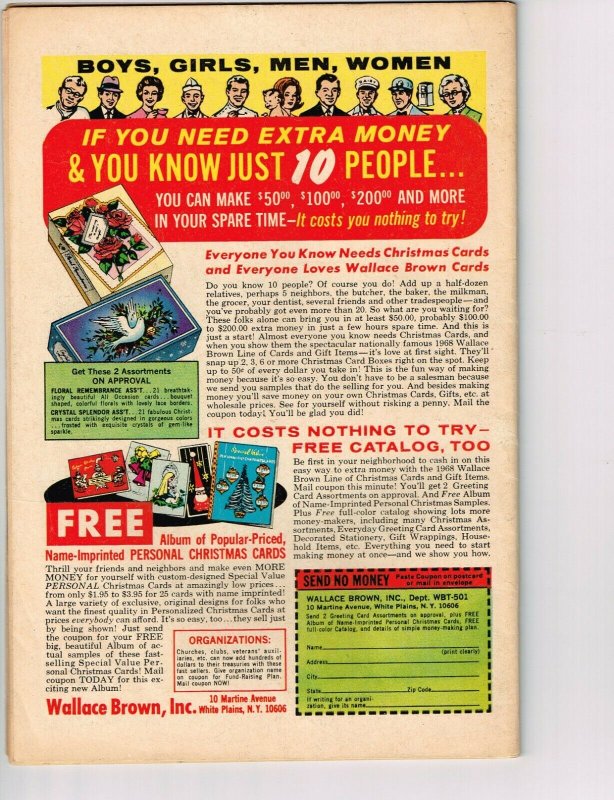 BOYS, GIRLS, MEN, WOMEN
IF YOU NEED EXTRA MONEY
& YOU KNOW JUST 10 PEOPLE...
YOU CAN MAKE $50⁰⁰, $100⁰⁰, $200⁰⁰ AND MORE
IN YOUR SPARE TIME—It costs you nothing to try!
Everyone You Know Needs Christmas Cards
and Everyone Loves Wallace Brown Cards
Do you know 10 people? Of course you do! Add up a half-dozen
relatives, perhaps 5 neighbors, the butcher, the baker, the milkman,
the grocer, your dentist, several friends and other tradespeople—and
you've probably got even more than 20. So what are you waiting for?
These folks alone can bring you in at least $50.00, probably $100.00
to $200.00 extra money in just a few hours spare time. And this is
just a start! Almost everyone you know needs Christmas Cards, and
when you show them the spectacular nationally famous 1968 Wallace
Brown Line of Cards and Gift Items—it's love at first sight. They'll
snap up 2, 3, 6 or more Christmas Card Boxes right on the spot. Keep
up to 50¢ of every dollar you take in! This is the fun way of making
money because it's so easy. You don't have to be a salesman because
we send you samples that do the selling for you. And besides making
money you'll save money on your own Christmas Cards, Gifts, etc. at
wholesale prices. See for yourself without risking a penny. Mail the
coupon today! You'll be glad you did!
Get These 2 Assortments
ON APPROVAL
FLORAL REMEMBRANCE ASS'T. . . 21 breathtak-
ingly beautiful All Occasion cards...bouquet
shaped, colorful florals with lovely lace borders.
CRYSTAL SPLENDOR ASS'T. . . 21 fabulous Christ-
mas cards strikingly designed in gorgeous colors
...frosted with exquisite crystals of gem-like
sparkle.
IT COSTS NOTHING TO TRY—
FREE CATALOG, TOO
Be first in your neighborhood to cash in on this
easy way to extra money with the 1968 Wallace
Brown Line of Christmas Cards and Gift Items.
Mail coupon this minute! You'll get 2 Greeting
Card Assortments on approval. And Free Album
of Name-Imprinted Personal Christmas Samples.
Plus Free full-color catalog showing lots more
money-makers, including many Christmas As-
sortments, Everyday Greeting Card Assortments,
Decorated Stationery, Gift Wrappings, House-
hold Items, etc. Everything you need to start
making money at once—and we show you how.
FREE
Album of Popular-Priced,
Name-Imprinted PERSONAL CHRISTMAS CARDS
Thrill your friends and neighbors and make even MORE
MONEY for yourself with custom-designed Special Value
PERSONAL Christmas Cards at amazingly low prices...
from only $1.95 to $3.95 for 25 cards with name imprinted!
A large variety of exclusive, original designs for folks who
want the finest quality in Personalized Christmas Cards at
prices everybody can afford. It's so easy, too...they sell just
by being shown! Just send
the coupon for your FREE
big, beautiful Album of ac-
tual samples of these fast-
selling Special Value Per-
sonal Christmas Cards! Mail
coupon TODAY for this ex-
citing new Album!
ORGANIZATIONS:
Churches, clubs, veterans' auxil-
iaries, etc. can now add hundreds of
dollars to their treasuries with these
fast sellers. Give organization name
on coupon for Fund-Raising Plan.
Mail coupon NOW!
Wallace Brown, Inc.
10 Martine Avenue
White Plains, N.Y. 10606
SEND NO MONEY
Paste Coupon on postcard
or mail in envelope
WALLACE BROWN, INC., Dept. WBT-501
10 Martine Avenue, White Plains, N. Y. 10606
Send 2 Greeting Card Assortments on approval, plus FREE
Album of Name-Imprinted Personal Christmas Cards, FREE
full-color Catalog, and details of simple money-making plan.
Name
(print clearly)
Address
City
State
Zip Code
If writing for an organi-
zation, give its name